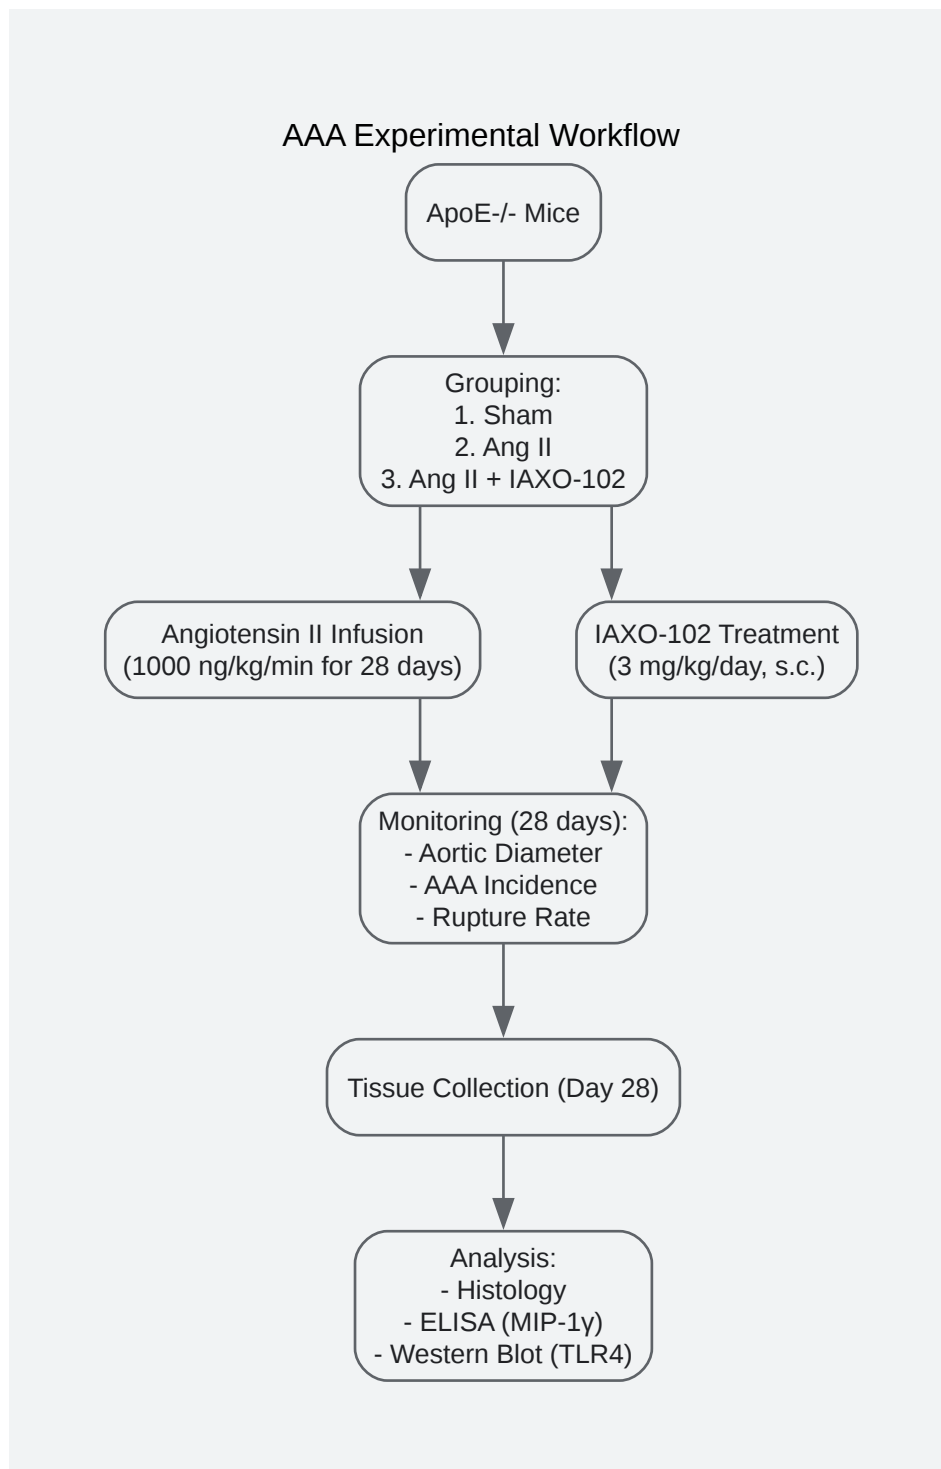 AAA Experimental Workflow
ApoE-/- Mice
Grouping:
1. Sham
2. Ang II
3. Ang II + IAXO-102
Angiotensin II Infusion
(1000 ng/kg/min for 28 days)
IAXO-102 Treatment
(3 mg/kg/day, s.c.)
Monitoring (28 days):
- Aortic Diameter
- AAA Incidence
- Rupture Rate
Tissue Collection (Day 28)
Analysis:
- Histology
- ELISA (MIP-1γ)
- Western Blot (TLR4)